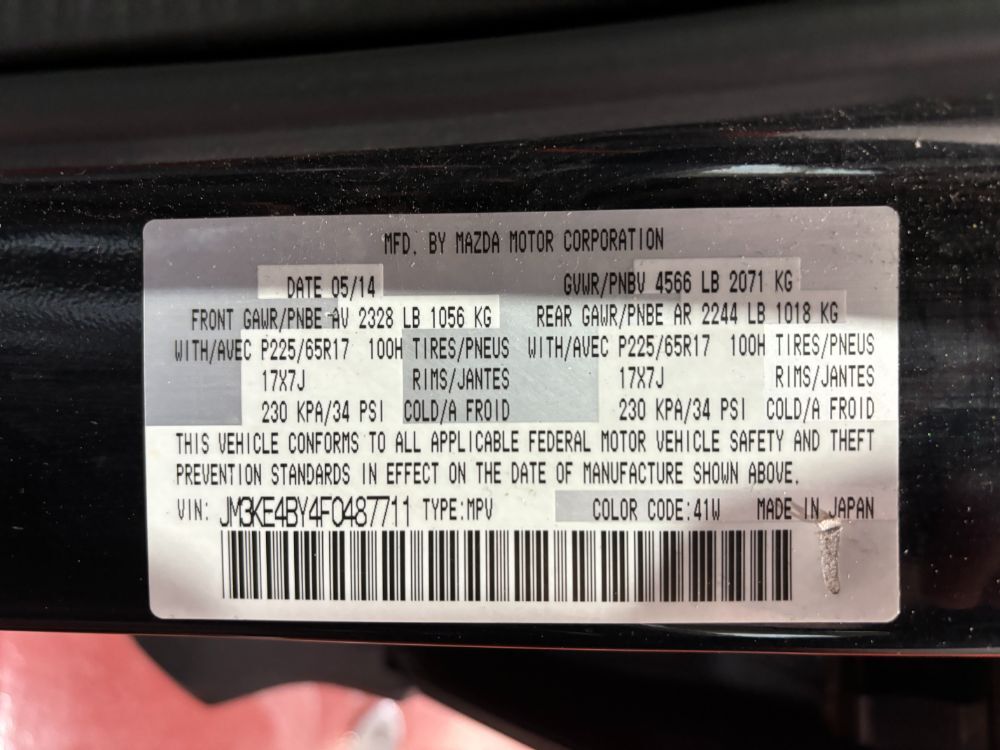 MFD. BY MAZDA MOTOR CORPORATION
DATE 05/14 GVWR/PNBV 4566 LB 2071 KG
FRONT GAWR/PNBE AV 2328 LB 1056 KG REAR GAWR/PNBE AR 2244 LB 1018 KG
WITH/AVEC P225/65R17 100H TIRES/PNEUS WITH/AVEC P225/65R17 100H TIRES/PNEUS
17X7J RIMS/JANTES 17X7J RIMS/JANTES
230 KPA/34 PSI COLD/A FROID 230 KPA/34 PSI COLD/A FROID
THIS VEHICLE CONFORMS TO ALL APPLICABLE FEDERAL MOTOR VEHICLE SAFETY AND THEFT
PREVENTION STANDARDS IN EFFECT ON THE DATE OF MANUFACTURE SHOWN ABOVE.
VIN: JM3KE4BY4F0487711 TYPE:MPV COLOR CODE:41W MADE IN JAPAN